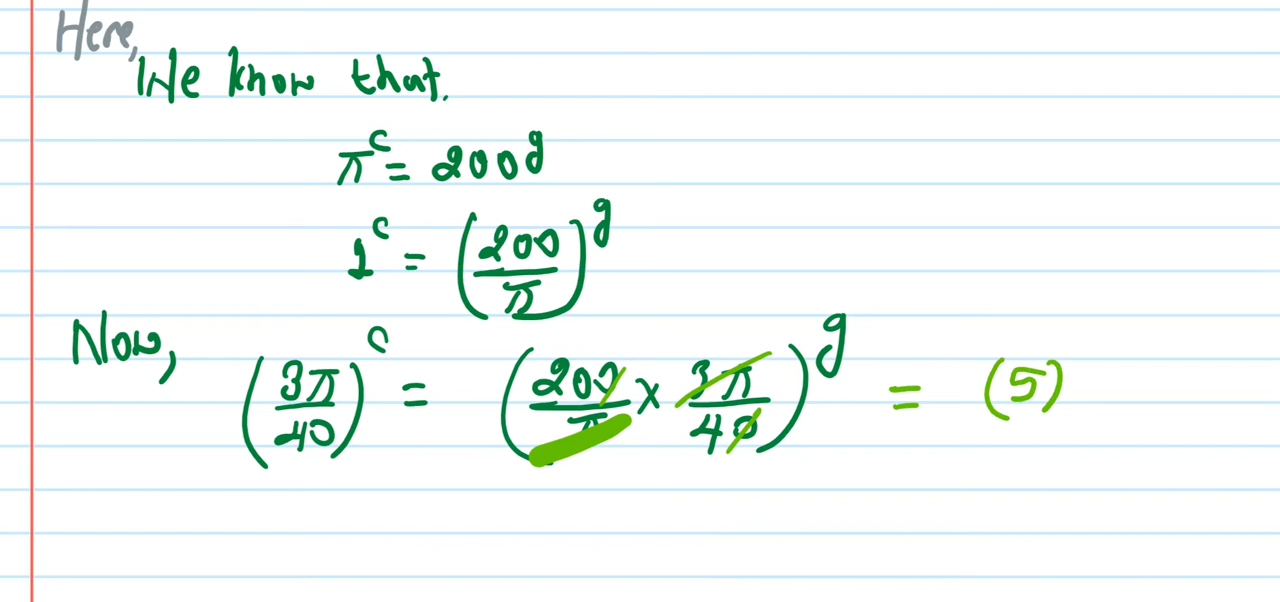 Here,
We know that.
π^c = 200^g
1^c = (200/π)^g
Now,
(3π/40)^c = (200/π × 3π/40)^g = (5)